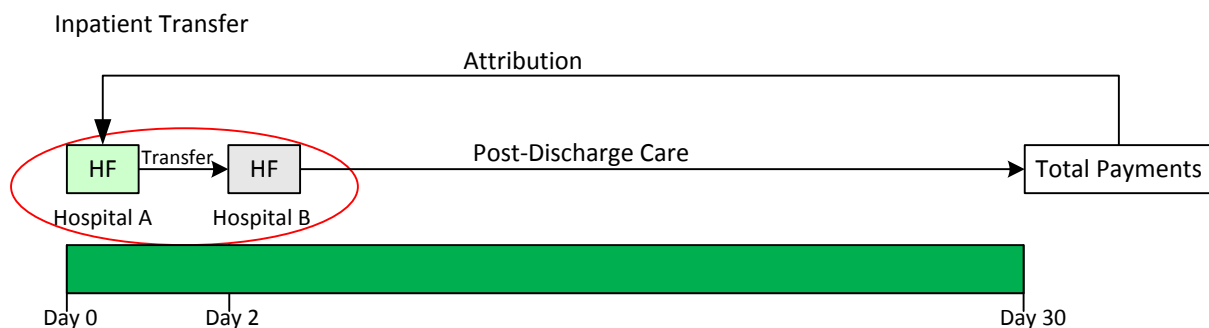 Inpatient Transfer
Attribution
HF
Transfer
HF
Post-Discharge Care
Total Payments
Hospital A
Hospital B
Day 0
Day 2
Day 30